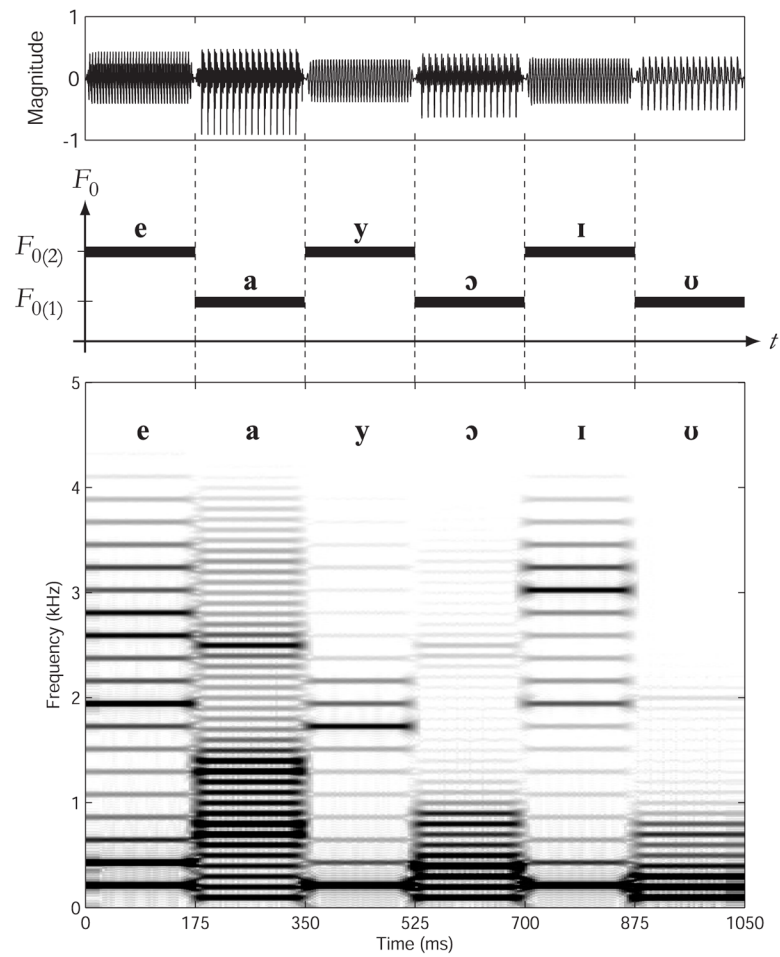 1
Magnitude
0
-1
F0
e y ɪ
F0(2)
a ɔ ʊ
F0(1)
t
5
e a y ɔ ɪ ʊ
4
3
Frequency (kHz)
2
1
0
0 175 350 525 700 875 1050
Time (ms)